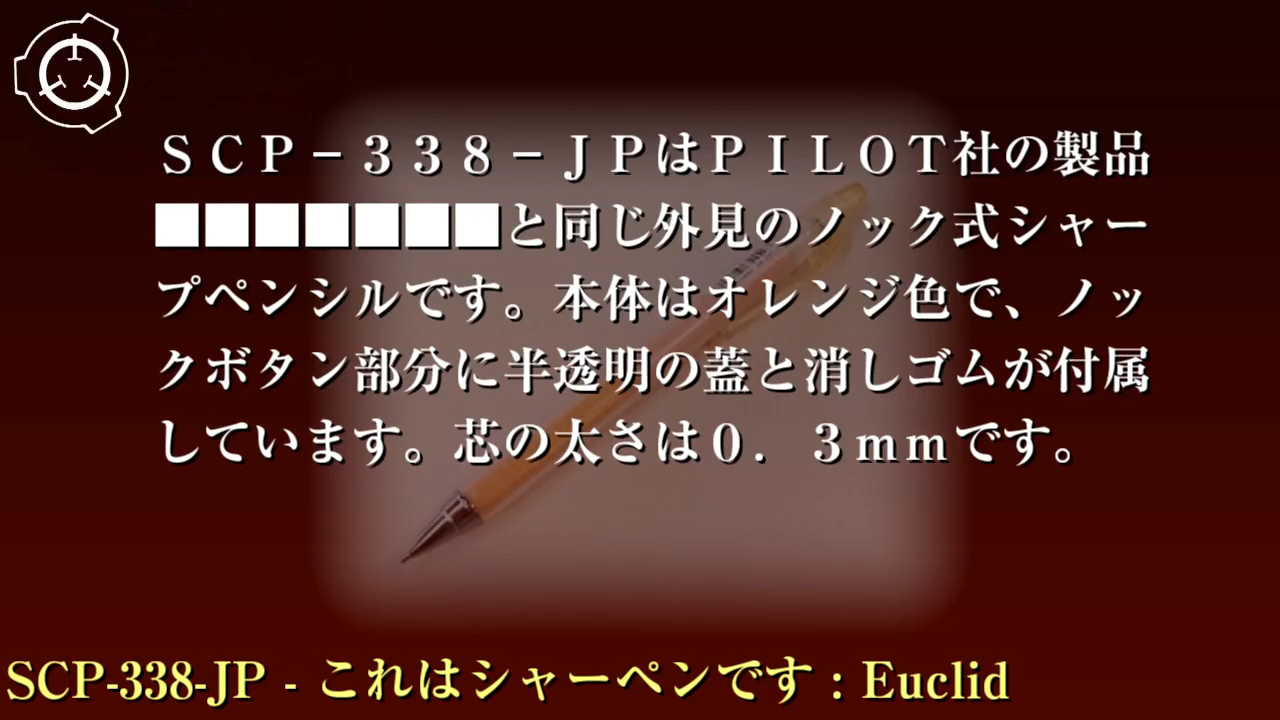 ＳＣＰ－３３８－ＪＰはＰＩＬＯＴ社の製品
■■■■■■■と同じ外見のノック式シャー
プペンシルです。本体はオレンジ色で、ノッ
クボタン部分に半透明の蓋と消しゴムが付属
しています。芯の太さは０．３ｍｍです。
SCP-338-JP - これはシャーペンです : Euclid